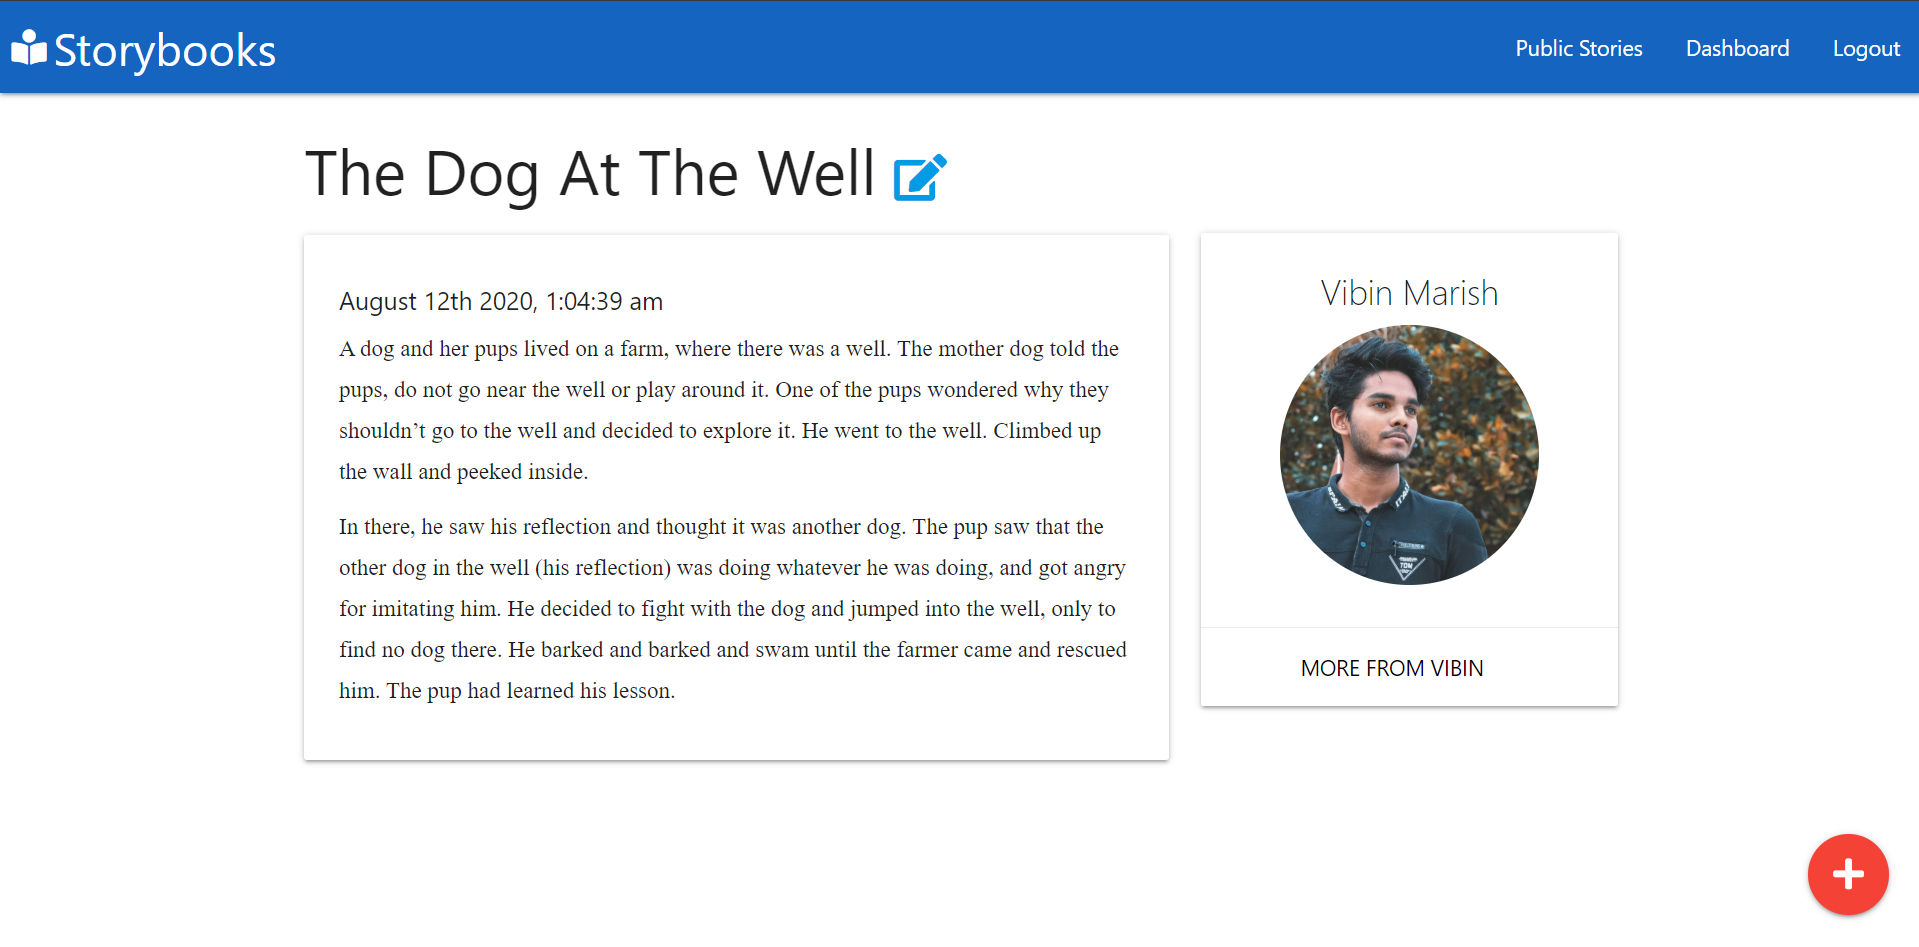 Storybooks
Public Stories
Dashboard
Logout
The Dog At The Well
August 12th 2020, 1:04:39 am
A dog and her pups lived on a farm, where there was a well. The mother dog told the
pups, do not go near the well or play around it. One of the pups wondered why they
shouldn’t go to the well and decided to explore it. He went to the well. Climbed up
the wall and peeked inside.
In there, he saw his reflection and thought it was another dog. The pup saw that the
other dog in the well (his reflection) was doing whatever he was doing, and got angry
for imitating him. He decided to fight with the dog and jumped into the well, only to
find no dog there. He barked and barked and swam until the farmer came and rescued
him. The pup had learned his lesson.
Vibin Marish
ITALY
TOM
MORE FROM VIBIN